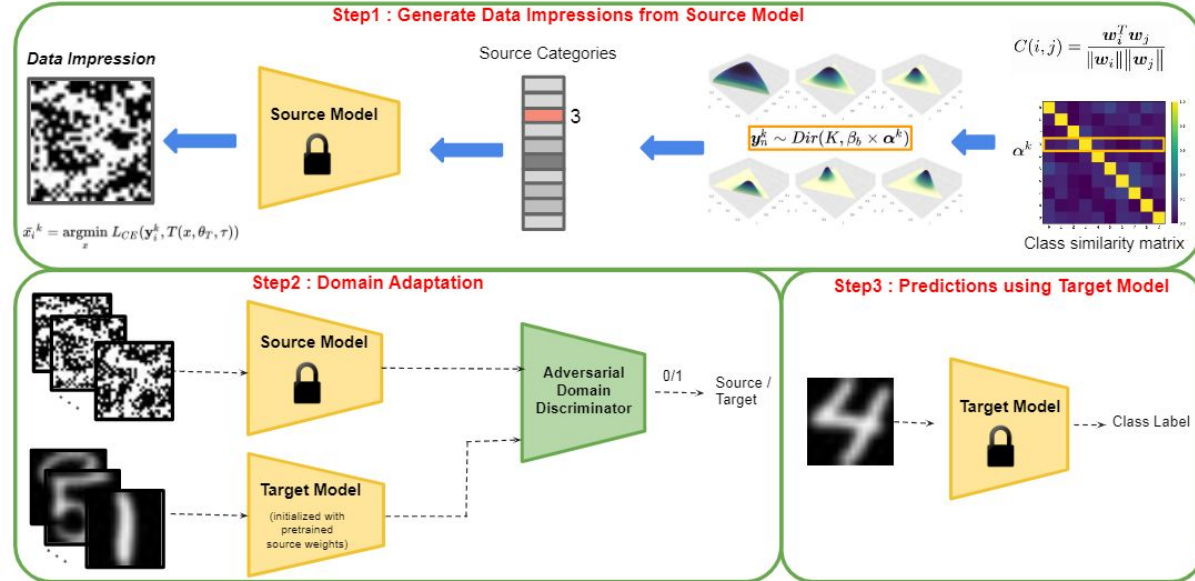 Step1 : Generate Data Impressions from Source Model
Data Impression
Source Model
Source Categories
3
y_n^k ~ Dir(K, β_b × α^k)
C(i, j) = w_i^T w_j / ‖w_i‖‖w_j‖
α^k
Class similarity matrix
x̄_i^k = argmin_x L_CE(y_i^k, T(x, θ_T, τ))
Step2 : Domain Adaptation
Source Model
Adversarial
Domain
Discriminator
0/1
Source /
Target
Target Model
(initialized with
pretrained
source weights)
5
1
Step3 : Predictions using Target Model
4
Target Model
Class Label